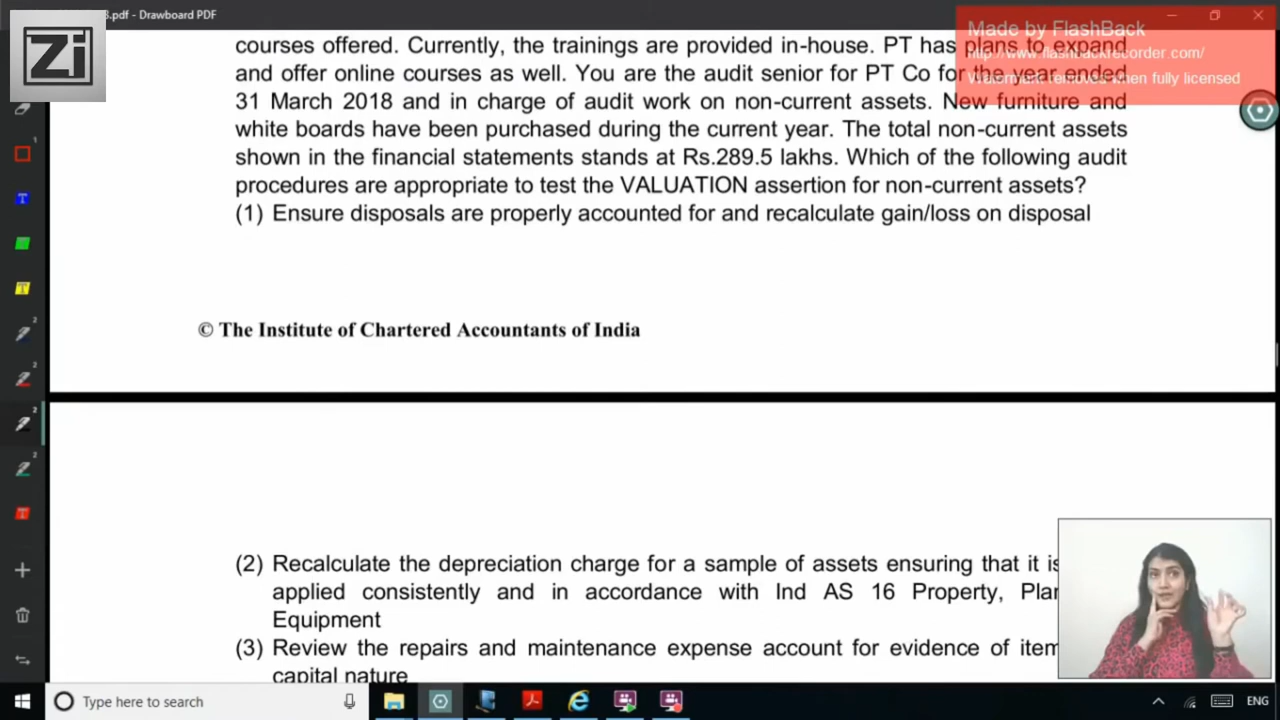 3.pdf - Drawboard PDF
Zi
Made by FlashBack
http://www.flashbackrecorder.com/
Watermark removed when fully licensed
courses offered. Currently, the trainings are provided in-house. PT has plans to expand
and offer online courses as well. You are the audit senior for PT Co for the year ended
31 March 2018 and in charge of audit work on non-current assets. New furniture and
white boards have been purchased during the current year. The total non-current assets
shown in the financial statements stands at Rs.289.5 lakhs. Which of the following audit
procedures are appropriate to test the VALUATION assertion for non-current assets?
(1) Ensure disposals are properly accounted for and recalculate gain/loss on disposal
© The Institute of Chartered Accountants of India
(2) Recalculate the depreciation charge for a sample of assets ensuring that it is
applied consistently and in accordance with Ind AS 16 Property,
Equipment
(3) Review the repairs and maintenance expense account for evidence of
capital nature
Type here to search
ENG